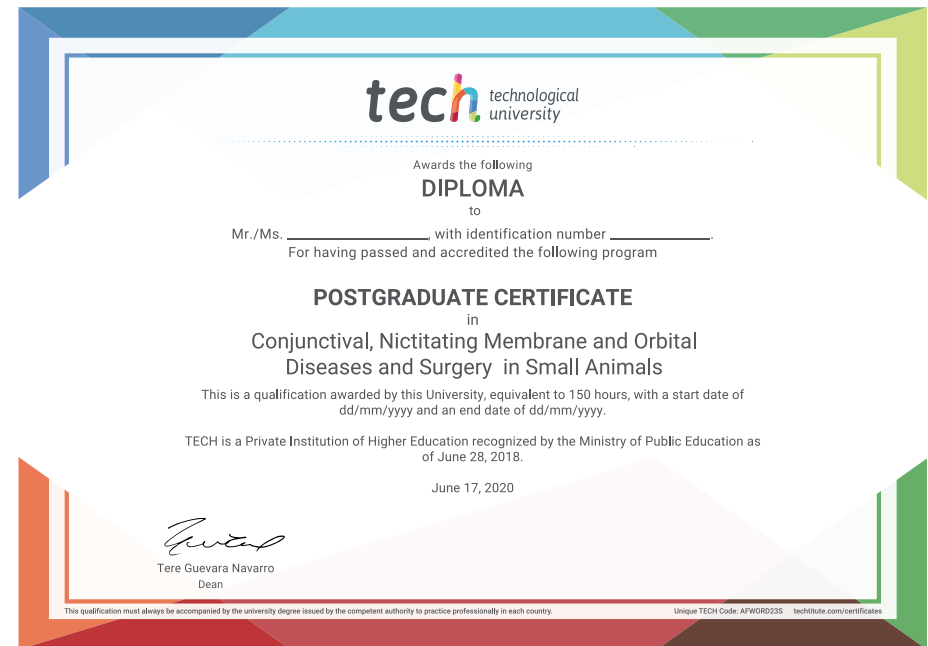 tech technological
university
Awards the following
DIPLOMA
to
Mr./Ms. ____________________, with identification number ______________.
For having passed and accredited the following program
POSTGRADUATE CERTIFICATE
in
Conjunctival, Nictitating Membrane and Orbital
Diseases and Surgery in Small Animals
This is a qualification awarded by this University, equivalent to 150 hours, with a start date of
dd/mm/yyyy and an end date of dd/mm/yyyy.
TECH is a Private Institution of Higher Education recognized by the Ministry of Public Education as
of June 28, 2018.
June 17, 2020
Tere Guevara Navarro
Dean
This qualification must always be accompanied by the university degree issued by the competent authority to practice professionally in each country.
Unique TECH Code: AFWORD23S techtitute.com/certificates